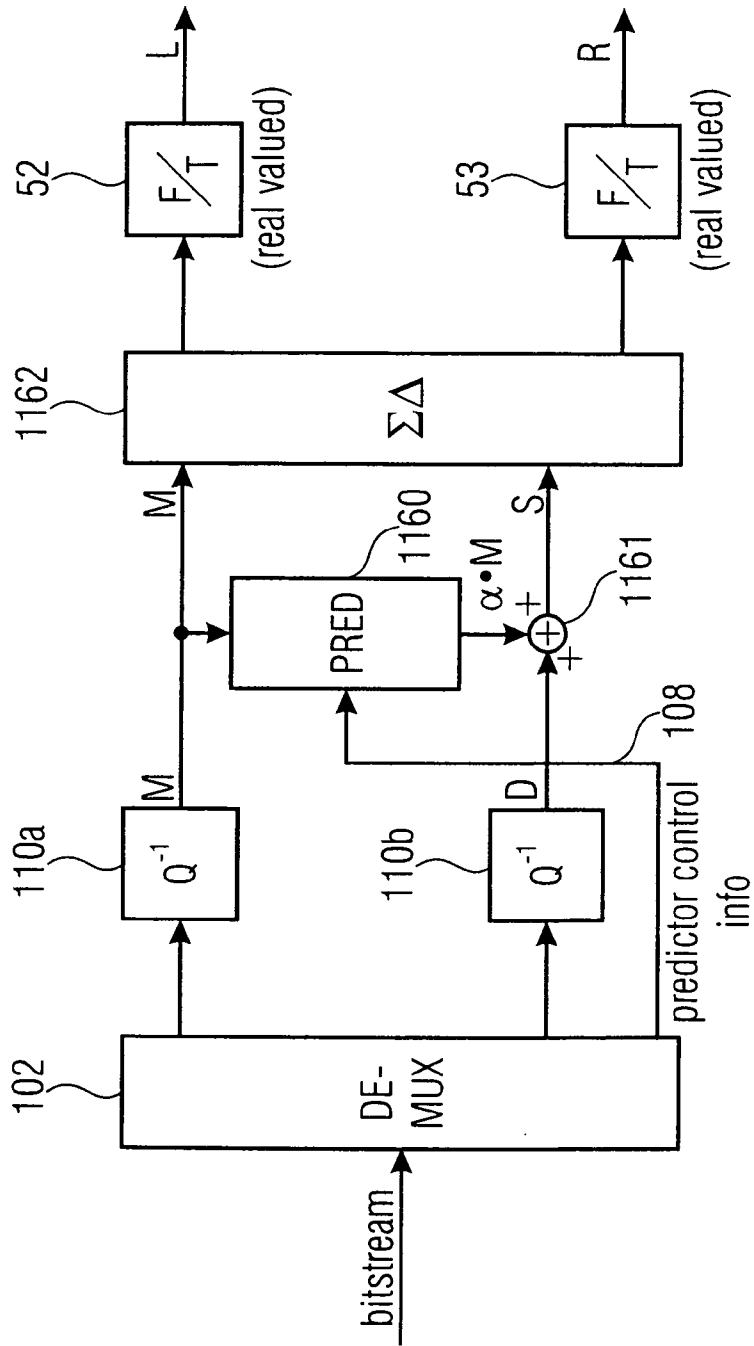 bitstream
102
DE-
MUX
110a
Q⁻¹
M
110b
Q⁻¹
D
predictor control
info
108
PRED
1160
α•M
+
+
+
1161
M
S
1162
ΣΔ
52
F/T
(real valued)
L
53
F/T
(real valued)
R